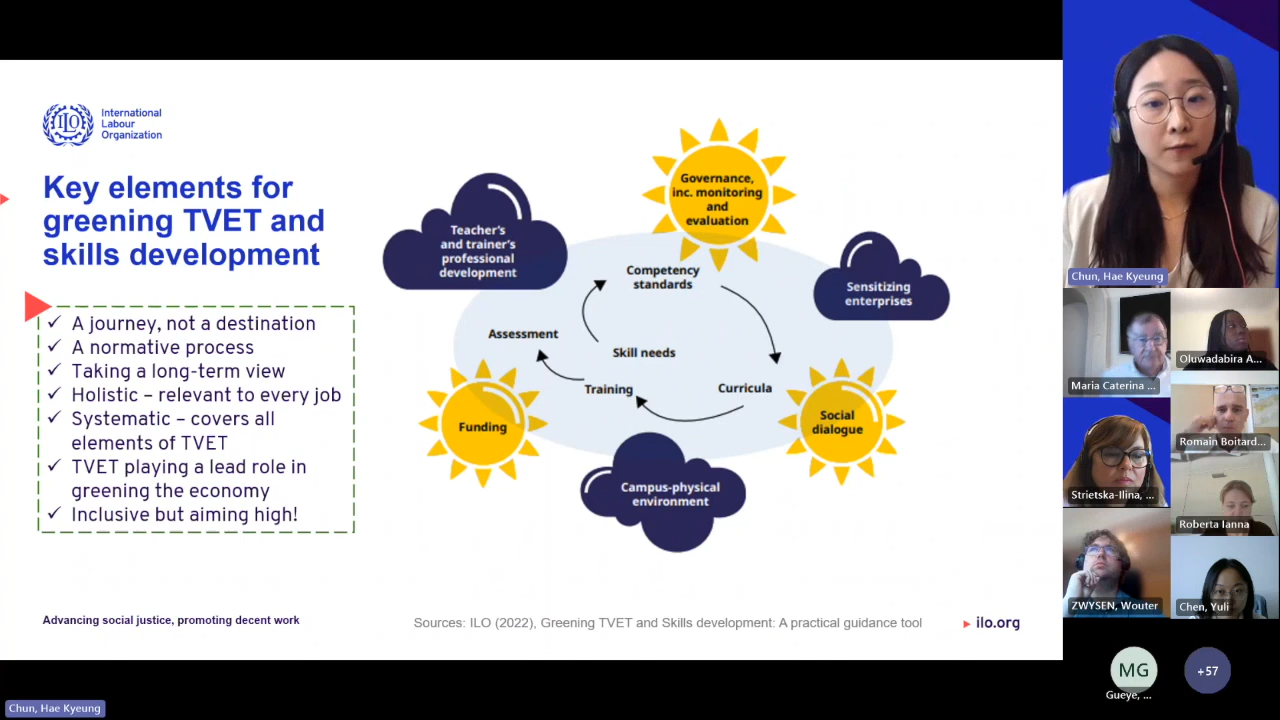 ILO
International
Labour
Organization
Key elements for
greening TVET and
skills development
✓ A journey, not a destination
✓ A normative process
✓ Taking a long-term view
✓ Holistic – relevant to every job
✓ Systematic – covers all
elements of TVET
✓ TVET playing a lead role in
greening the economy
✓ Inclusive but aiming high!
Governance,
inc. monitoring
and
evaluation
Teacher's
and trainer's
professional
development
Sensitizing
enterprises
Competency
standards
Assessment
Skill needs
Training
Curricula
Funding
Social
dialogue
Campus-physical
environment
Advancing social justice, promoting decent work
Sources: ILO (2022), Greening TVET and Skills development: A practical guidance tool
ilo.org
Chun, Hae Kyeung
Chun, Hae Kyeung
Maria Caterina ...
Oluwadabira A...
Romain Boitard...
Strietska-Ilina, ...
Roberta Ianna
ZWYSEN, Wouter
Chen, Yuli
MG
Gueye, ...
+57